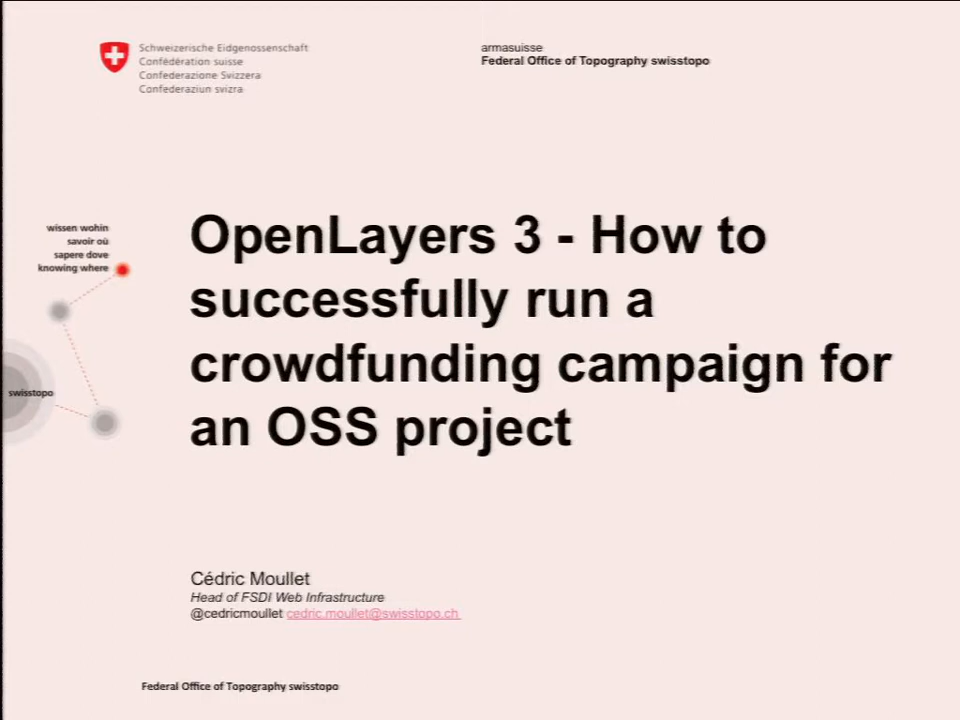 Schweizerische Eidgenossenschaft
Confédération suisse
Confederazione Svizzera
Confederaziun svizra
armasuisse
Federal Office of Topography swisstopo
wissen wohin
savoir où
sapere dove
knowing where
swisstopo
OpenLayers 3 - How to
successfully run a
crowdfunding campaign for
an OSS project
Cédric Moullet
Head of FSDI Web Infrastructure
@cedricmoullet cedric.moullet@swisstopo.ch
Federal Office of Topography swisstopo